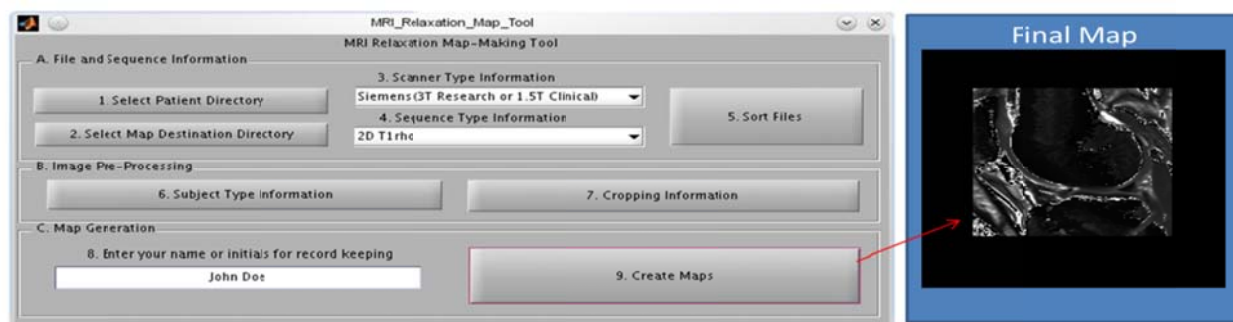 MRI_Relaxation_Map_Tool
MRI Relaxation Map-Making Tool
A. File and Sequence Information
1. Select Patient Directory
2. Select Map Destination Directory
3. Scanner Type Information
Siemens (3T Research or 1.5T Clinical)
4. Sequence Type Information
2D T1rho
5. Sort Files
B. Image Pre-Processing
6. Subject Type Information
7. Cropping Information
C. Map Generation
8. Enter your name or initials for record keeping
John Doe
9. Create Maps
Final Map